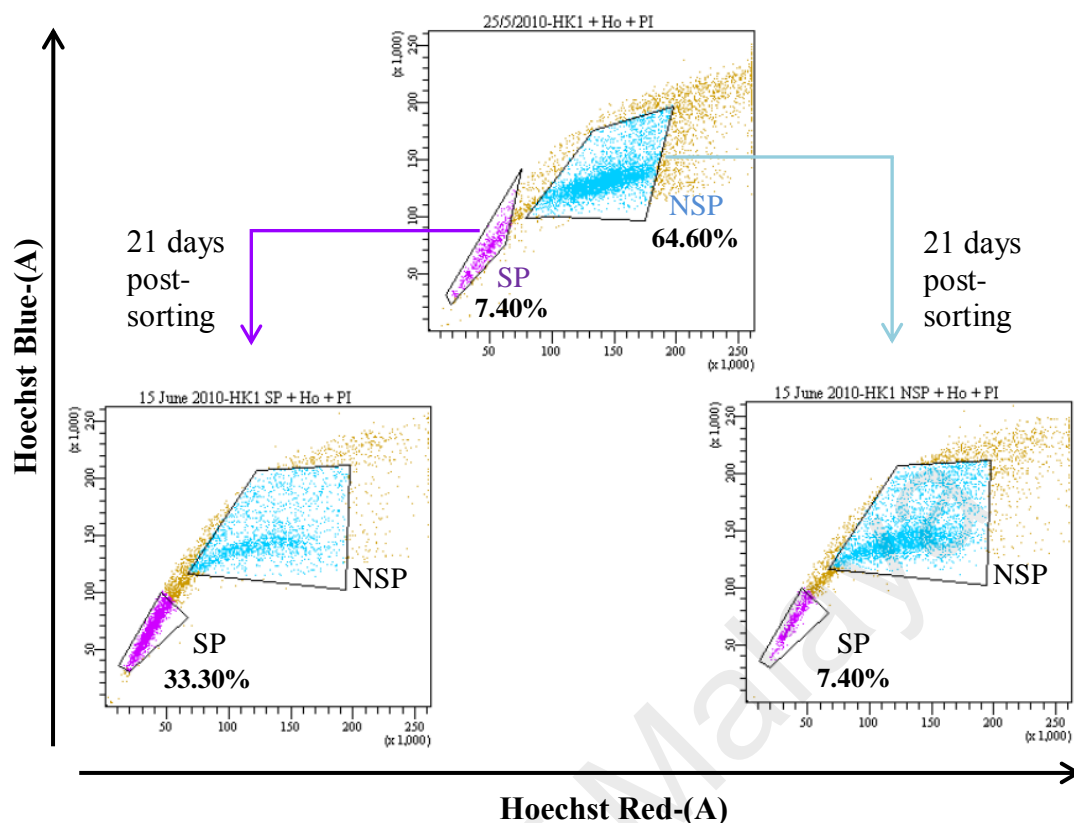 25/5/2010-HK1 + Ho + PI
(x 1,000)
250
200
150
100
50
NSP
64.60%
SP
7.40%
50 100 150 200 250
(x 1,000)
21 days
post-
sorting
21 days
post-
sorting
Hoechst Blue-(A)
15 June 2010-HK1 SP + Ho + PI
(x 1,000)
250
200
150
100
50
NSP
SP
33.30%
50 100 150 200 250
(x 1,000)
15 June 2010-HK1 NSP + Ho + PI
(x 1,000)
250
200
150
100
50
NSP
SP
7.40%
50 100 150 200 250
(x 1,000)
Malaya
Hoechst Red-(A)